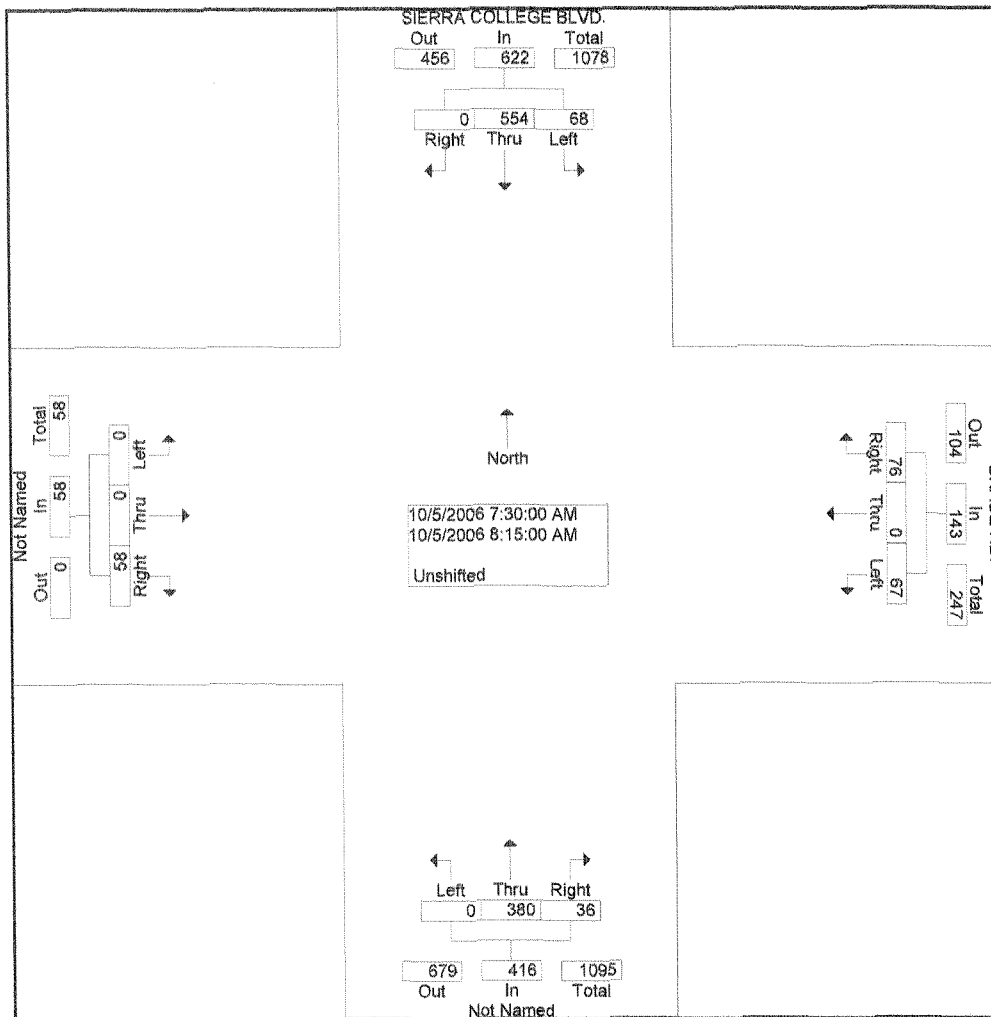 SIERRA COLLEGE BLVD.
Out In Total
456 622 1078
0 554 68
Right Thru Left
Total 58
In 58
Out 0
Not Named
0 Left
0 Thru
58 Right
North
10/5/2006 7:30:00 AM
10/5/2006 8:15:00 AM
Unshifted
Right 76
Thru 0
Left 67
Out 104
In 143
Total 247
Left Thru Right
0 380 36
679 416 1095
Out In Total
Not Named